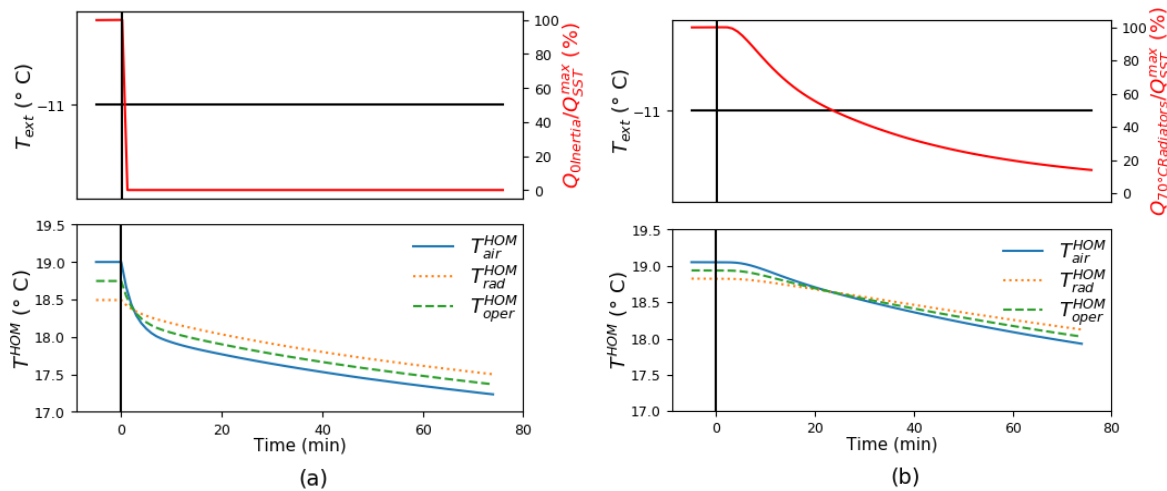 T_ext (° C)
−11
100
80
60
40
20
0
Q_0Inertia/Q_SST^max (%)
T^HOM (° C)
19.5
19.0
18.5
18.0
17.5
17.0
T_air^HOM
T_rad^HOM
T_oper^HOM
0 20 40 60 80
Time (min)
(a)
T_ext (° C)
−11
100
80
60
40
20
0
Q_70°CRadiators/Q_SST^max (%)
T^HOM (° C)
19.5
19.0
18.5
18.0
17.5
17.0
T_air^HOM
T_rad^HOM
T_oper^HOM
0 20 40 60 80
Time (min)
(b)